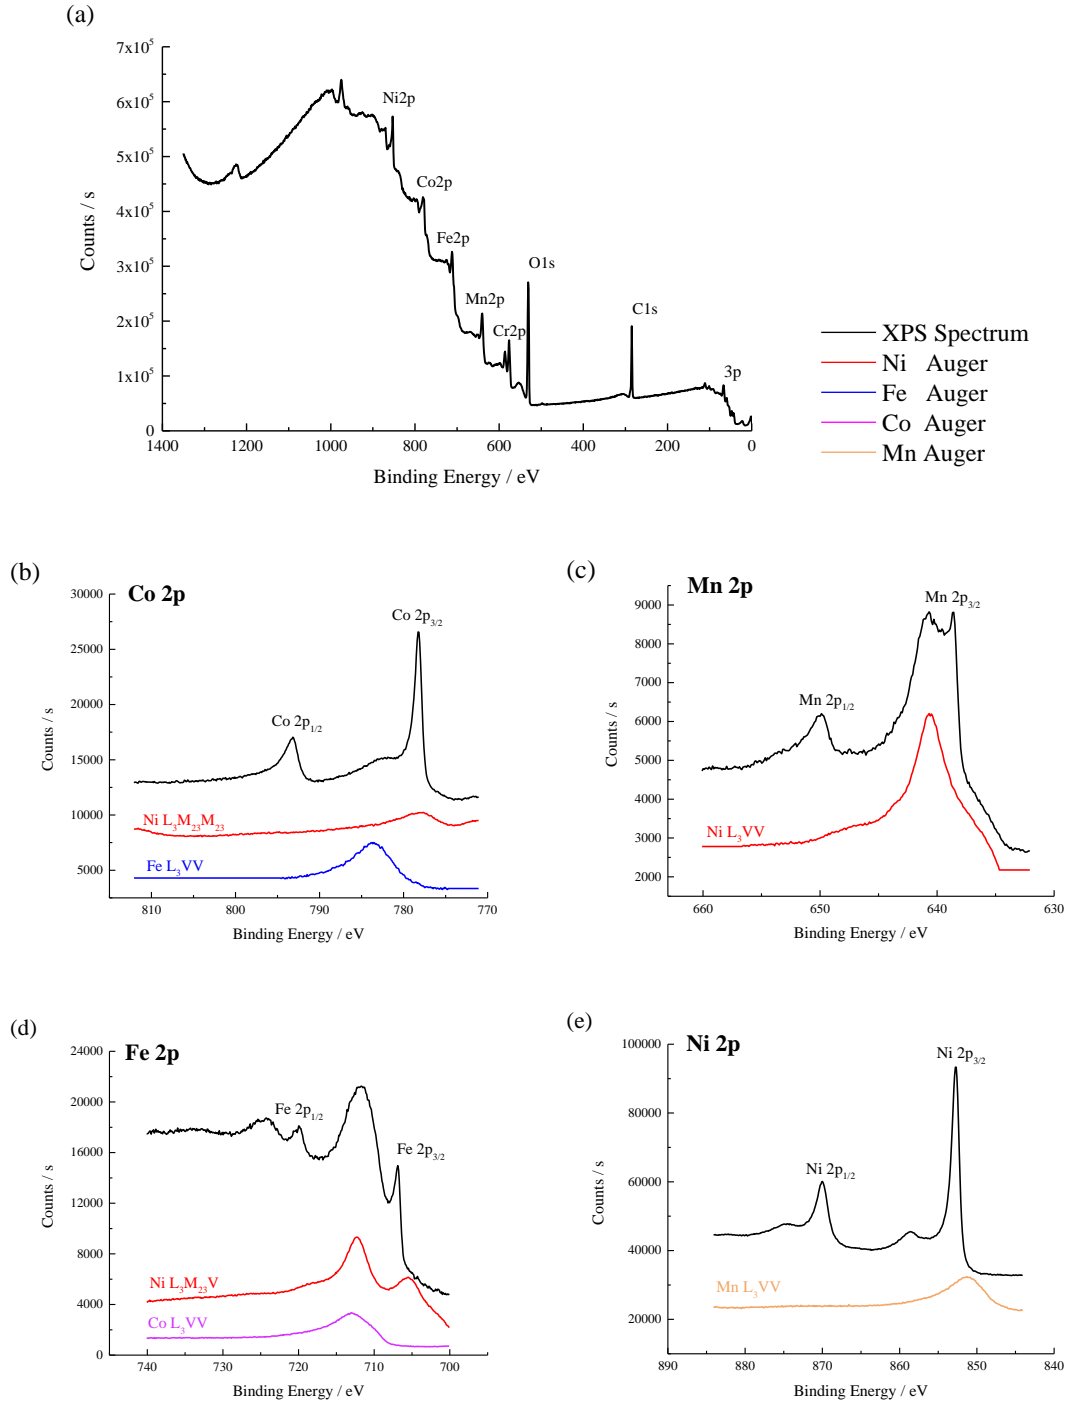 (a)
7x10⁵
6x10⁵
5x10⁵
4x10⁵
3x10⁵
2x10⁵
1x10⁵
0
Counts / s
Ni2p
Co2p
Fe2p
Mn2p
Cr2p
O1s
C1s
3p
1400 1200 1000 800 600 400 200 0
Binding Energy / eV
XPS Spectrum
Ni Auger
Fe Auger
Co Auger
Mn Auger
(b)
Co 2p
30000
25000
20000
15000
10000
5000
Counts / s
Co 2p₃/₂
Co 2p₁/₂
Ni L₃M₂₃M₂₃
Fe L₃VV
810 800 790 780 770
Binding Energy / eV
(c)
Mn 2p
9000
8000
7000
6000
5000
4000
3000
2000
Counts / s
Mn 2p₃/₂
Mn 2p₁/₂
Ni L₃VV
660 650 640 630
Binding Energy / eV
(d)
Fe 2p
24000
20000
16000
12000
8000
4000
0
Counts / s
Fe 2p₁/₂
Fe 2p₃/₂
Ni L₃M₂₃V
Co L₃VV
740 730 720 710 700
Binding Energy / eV
(e)
Ni 2p
100000
80000
60000
40000
20000
Counts / s
Ni 2p₃/₂
Ni 2p₁/₂
Mn L₃VV
890 880 870 860 850 840
Binding Energy / eV